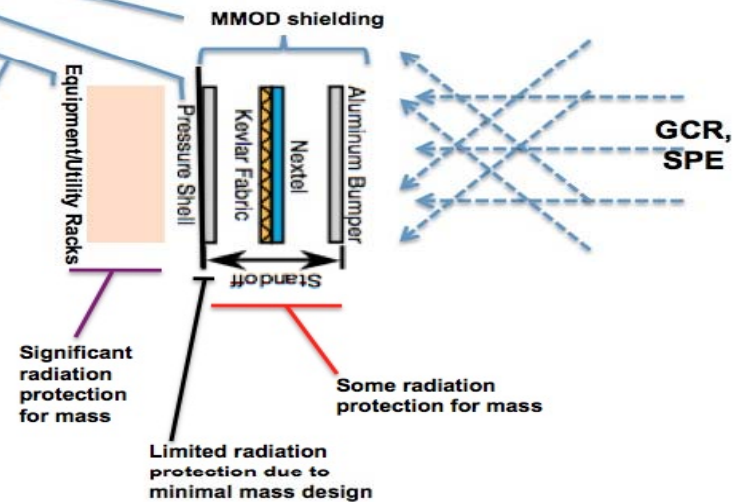 MMOD shielding
Equipment/Utility Racks
Pressure Shell
Kevlar Fabric
Nextel
Aluminum Bumper
GCR,
SPE
Standoff
Significant
radiation
protection
for mass
Some radiation
protection for mass
Limited radiation
protection due to
minimal mass design